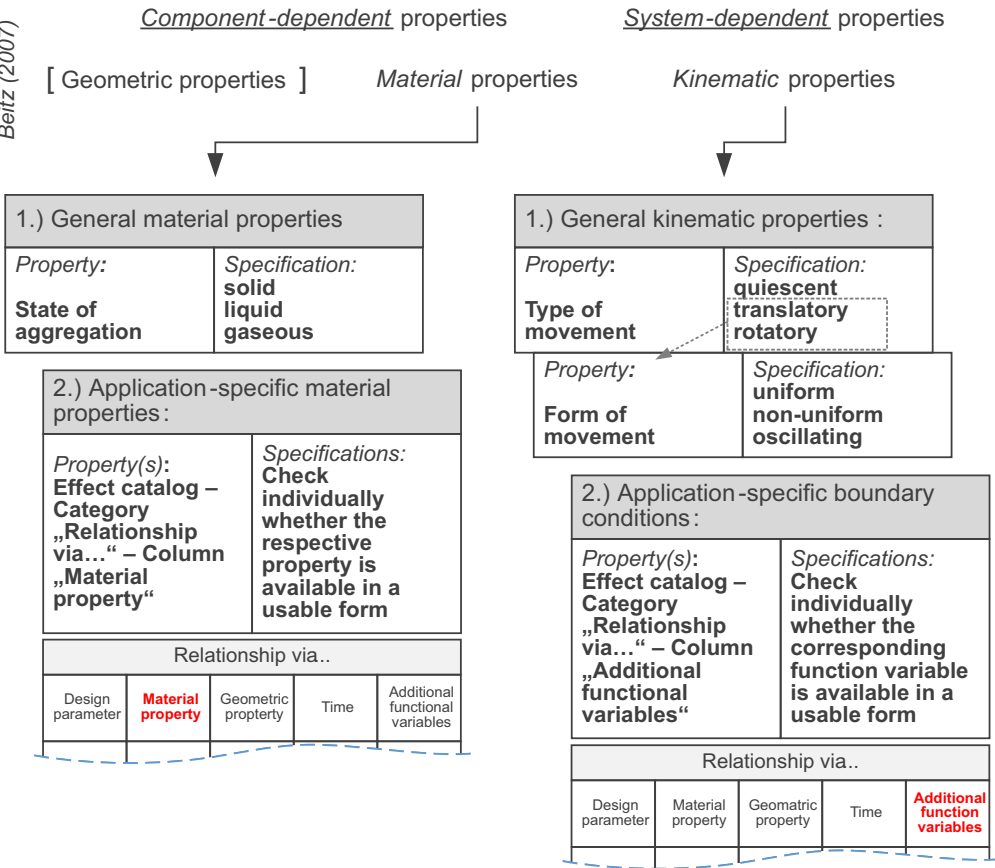 Beitz (2007)
Component-dependent properties
System-dependent properties
[ Geometric properties ]
Material properties
Kinematic properties
1.) General material properties
Property:
State of
aggregation
Specification:
solid
liquid
gaseous
2.) Application-specific material
properties:
Property(s):
Effect catalog –
Category
„Relationship
via…“ – Column
„Material
property“
Specifications:
Check
individually
whether the
respective
property is
available in a
usable form
Relationship via..
Design
parameter
Material
property
Geometric
propterty
Time
Additional
functional
variables
1.) General kinematic properties :
Property:
Type of
movement
Specification:
quiescent
translatory
rotatory
Property:
Form of
movement
Specification:
uniform
non-uniform
oscillating
2.) Application-specific boundary
conditions:
Property(s):
Effect catalog –
Category
„Relationship
via…“ – Column
„Additional
functional
variables“
Specifications:
Check
individually
whether the
corresponding
function variable
is available in a
usable form
Relationship via..
Design
parameter
Material
property
Geomatric
property
Time
Additional
function
variables